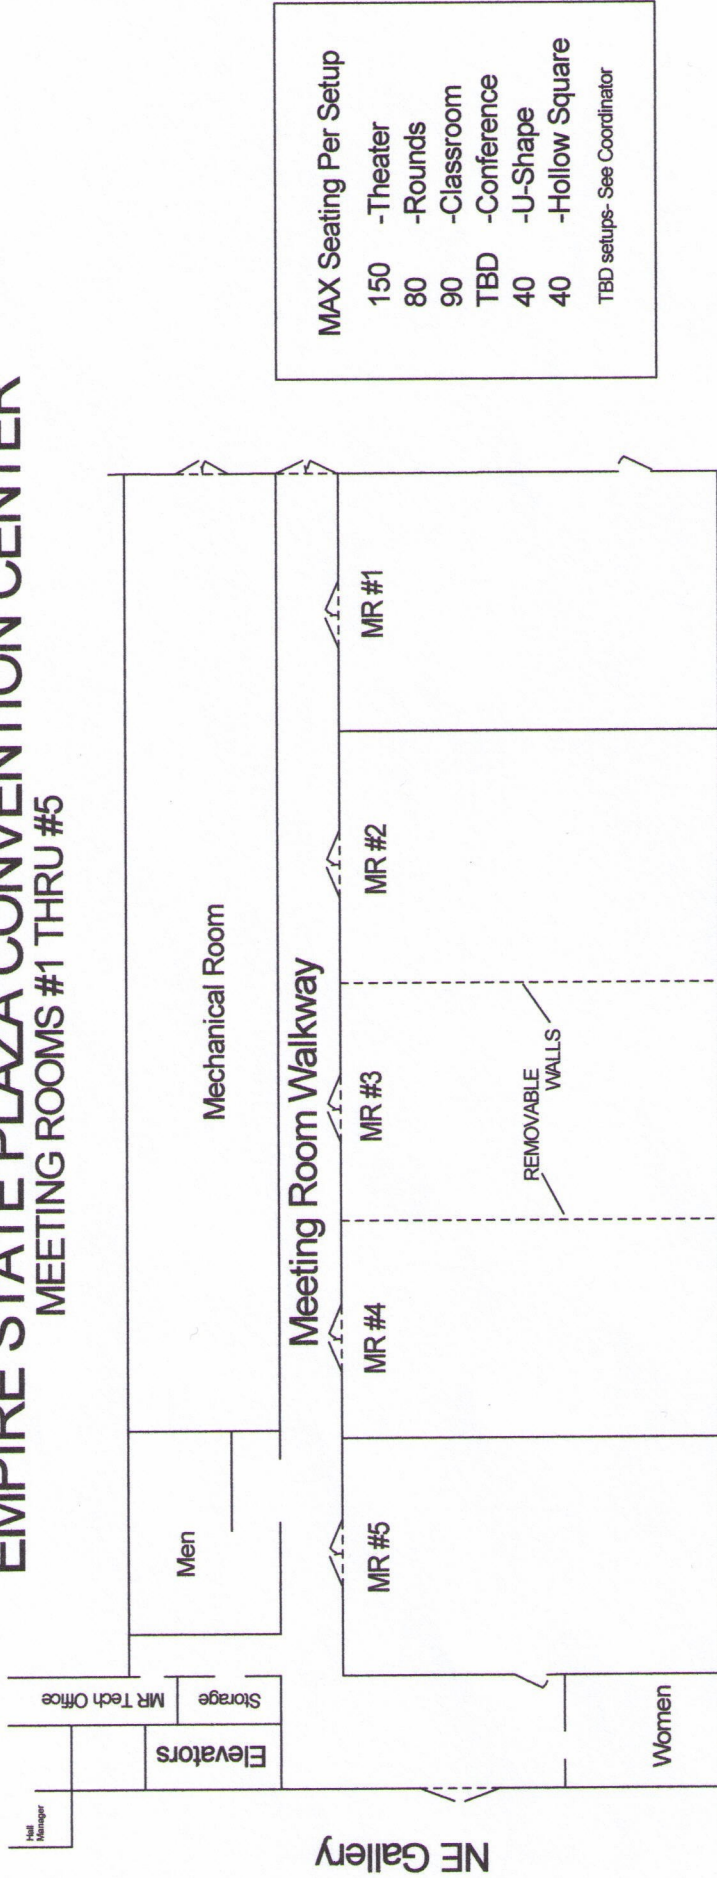 EMPIRE STATE PLAZA CONVENTION CENTER
MEETING ROOMS #1 THRU #5
Hall
Manager
MR Tech Office
Storage
Elevators
Men
Mechanical Room
NE Gallery
Meeting Room Walkway
Women
MR #5
MR #4
MR #3
MR #2
MR #1
REMOVABLE
WALLS
MAX Seating Per Setup
150 -Theater
80 -Rounds
90 -Classroom
TBD -Conference
40 -U-Shape
40 -Hollow Square
TBD setups- See Coordinator